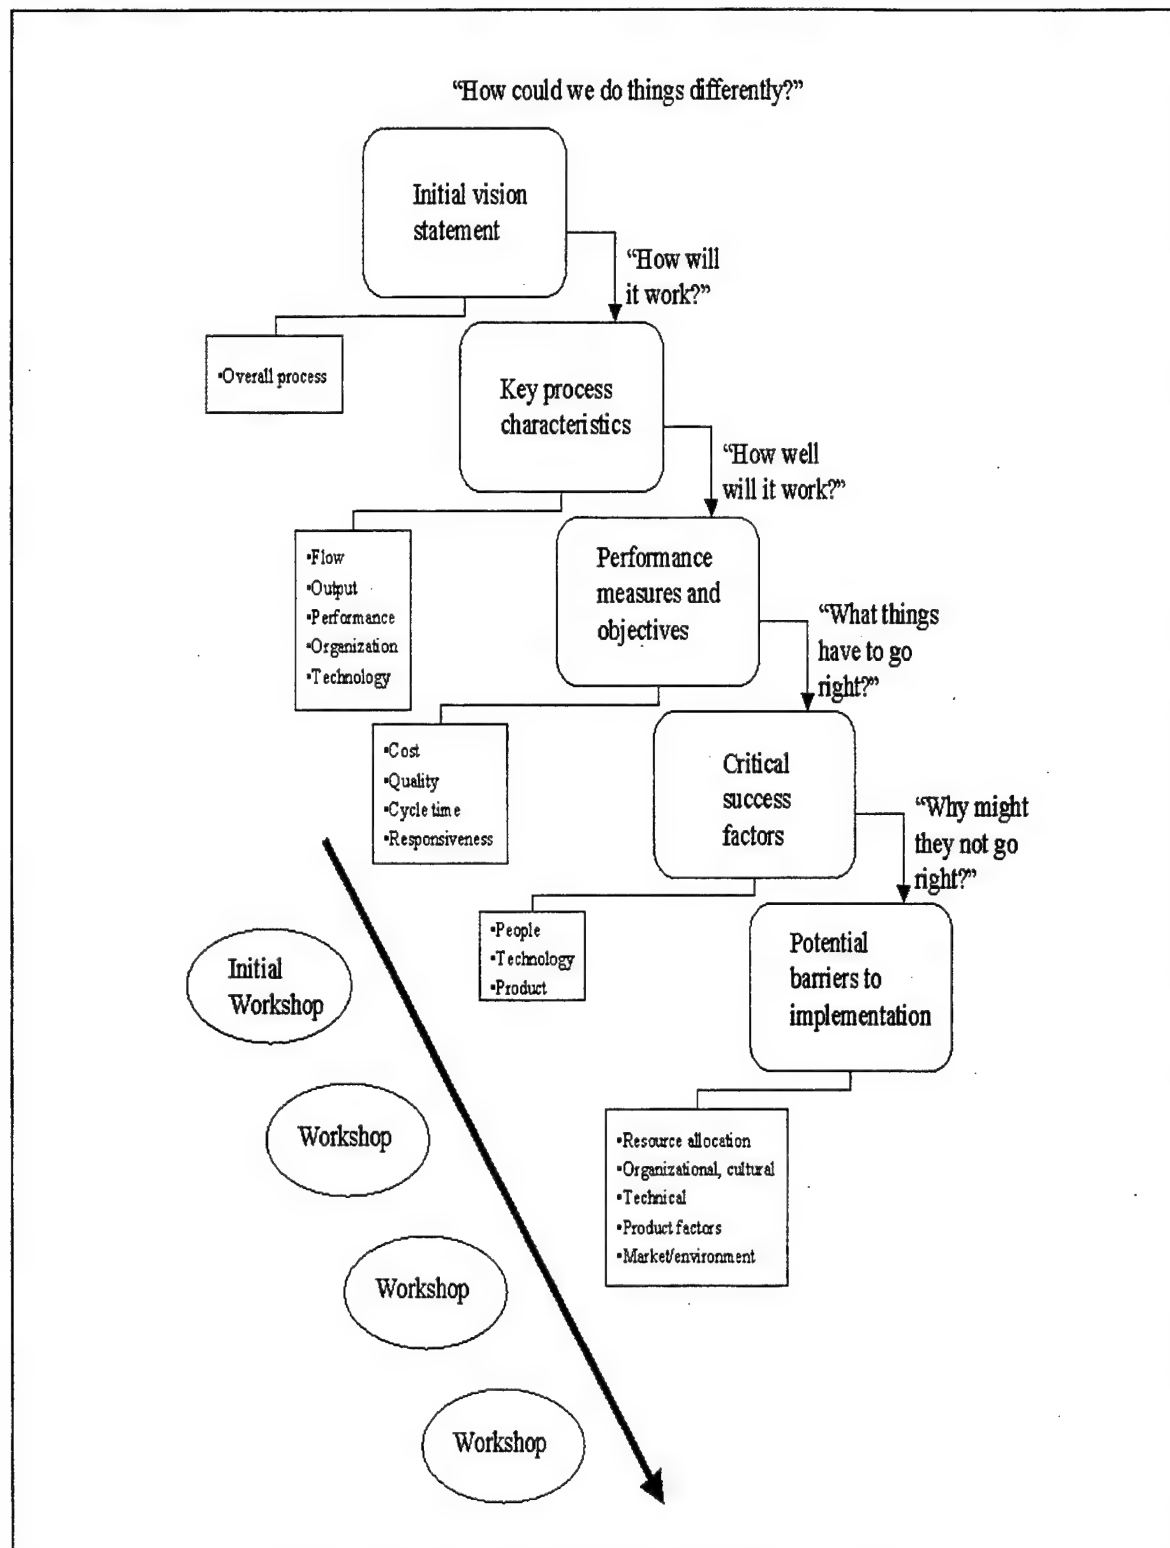 “How could we do things differently?”
Initial vision
statement
“How will
it work?”
▪Overall process
Key process
characteristics
“How well
will it work?”
▪Flow
▪Output
▪Performance
▪Organization
▪Technology
Performance
measures and
objectives
“What things
have to go
right?”
▪Cost
▪Quality
▪Cycle time
▪Responsiveness
Critical
success
factors
“Why might
they not go
right?”
▪People
▪Technology
▪Product
Potential
barriers to
implementation
▪Resource allocation
▪Organizational, cultural
▪Technical
▪Product factors
▪Market/environment
Initial
Workshop
Workshop
Workshop
Workshop